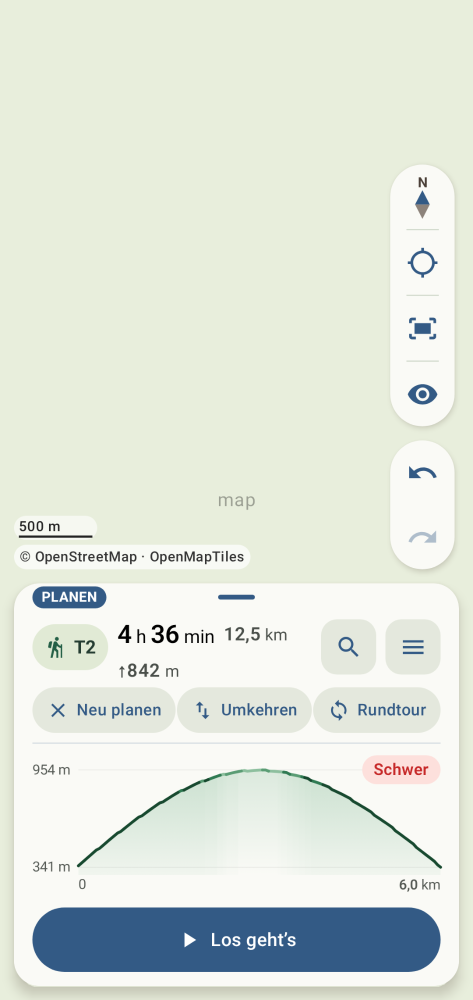 N
map
500 m
© OpenStreetMap · OpenMapTiles
PLANEN
T2
4 h 36 min 12,5 km
↑842 m
Neu planen
Umkehren
Rundtour
954 m
Schwer
341 m
0
6,0 km
Los geht's